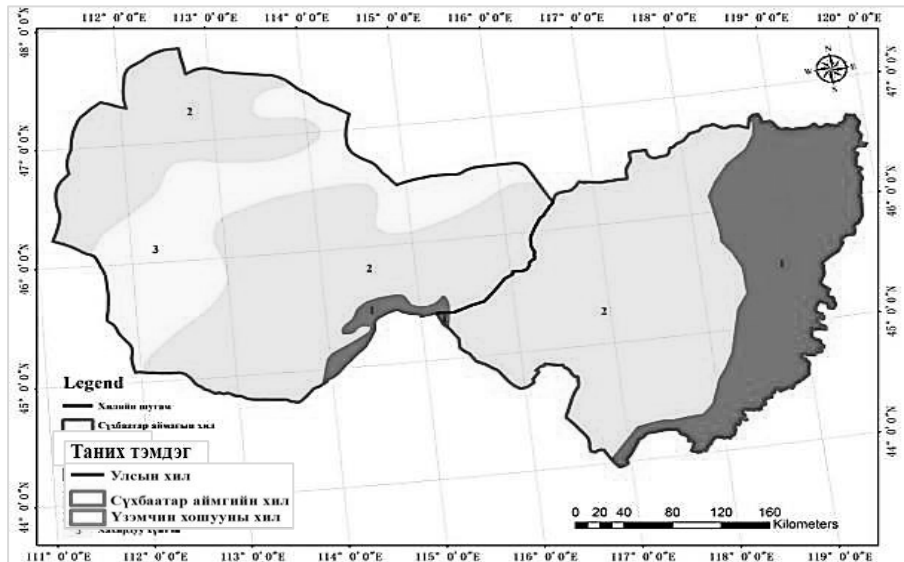 112° 0' 0"E 113° 0' 0"E 114° 0' 0"E 115° 0' 0"E 116° 0' 0"E 117° 0' 0"E 118° 0' 0"E 119° 0' 0"E 120° 0' 0"E
48° 0' 0"N
47° 0' 0"N
46° 0' 0"N
45° 0' 0"N
44° 0' 0"N
N
W E
S
47° 0' 0"N
46° 0' 0"N
45° 0' 0"N
44° 0' 0"N
2
3
2
1
2
1
Legend
Хилийн шугам
Сүхбаатар аймагын хил
Таних тэмдэг
Улсын хил
Сүхбаатар аймгийн хил
Үзэмчин хошууны хил
0 20 40 80 120 160
Kilometers
111° 0' 0"E 112° 0' 0"E 113° 0' 0"E 114° 0' 0"E 115° 0' 0"E 116° 0' 0"E 117° 0' 0"E 118° 0' 0"E 119° 0' 0"E